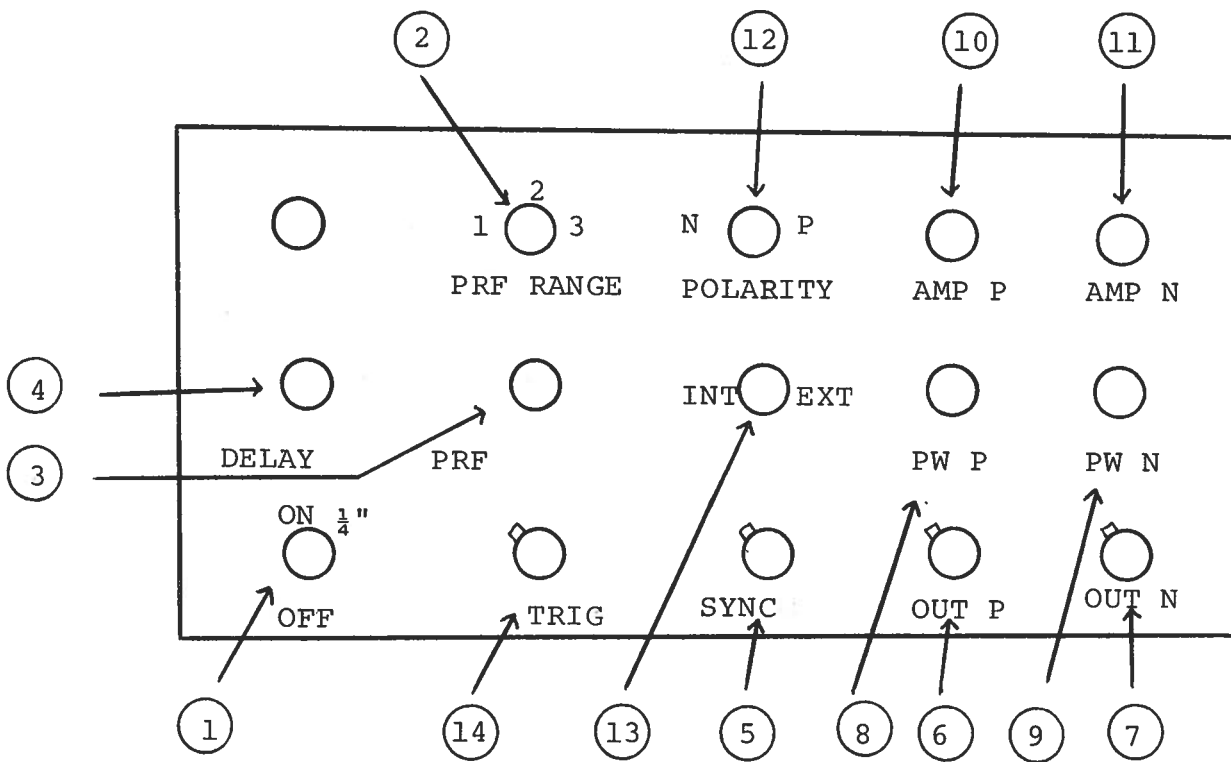 2 12 10 11
2
1 3 N P
PRF RANGE POLARITY AMP P AMP N
4 INT EXT
3 DELAY PRF PW P PW N
ON ¼"
OFF TRIG SYNC OUT P OUT N
1 14 13 5 8 6 9 7